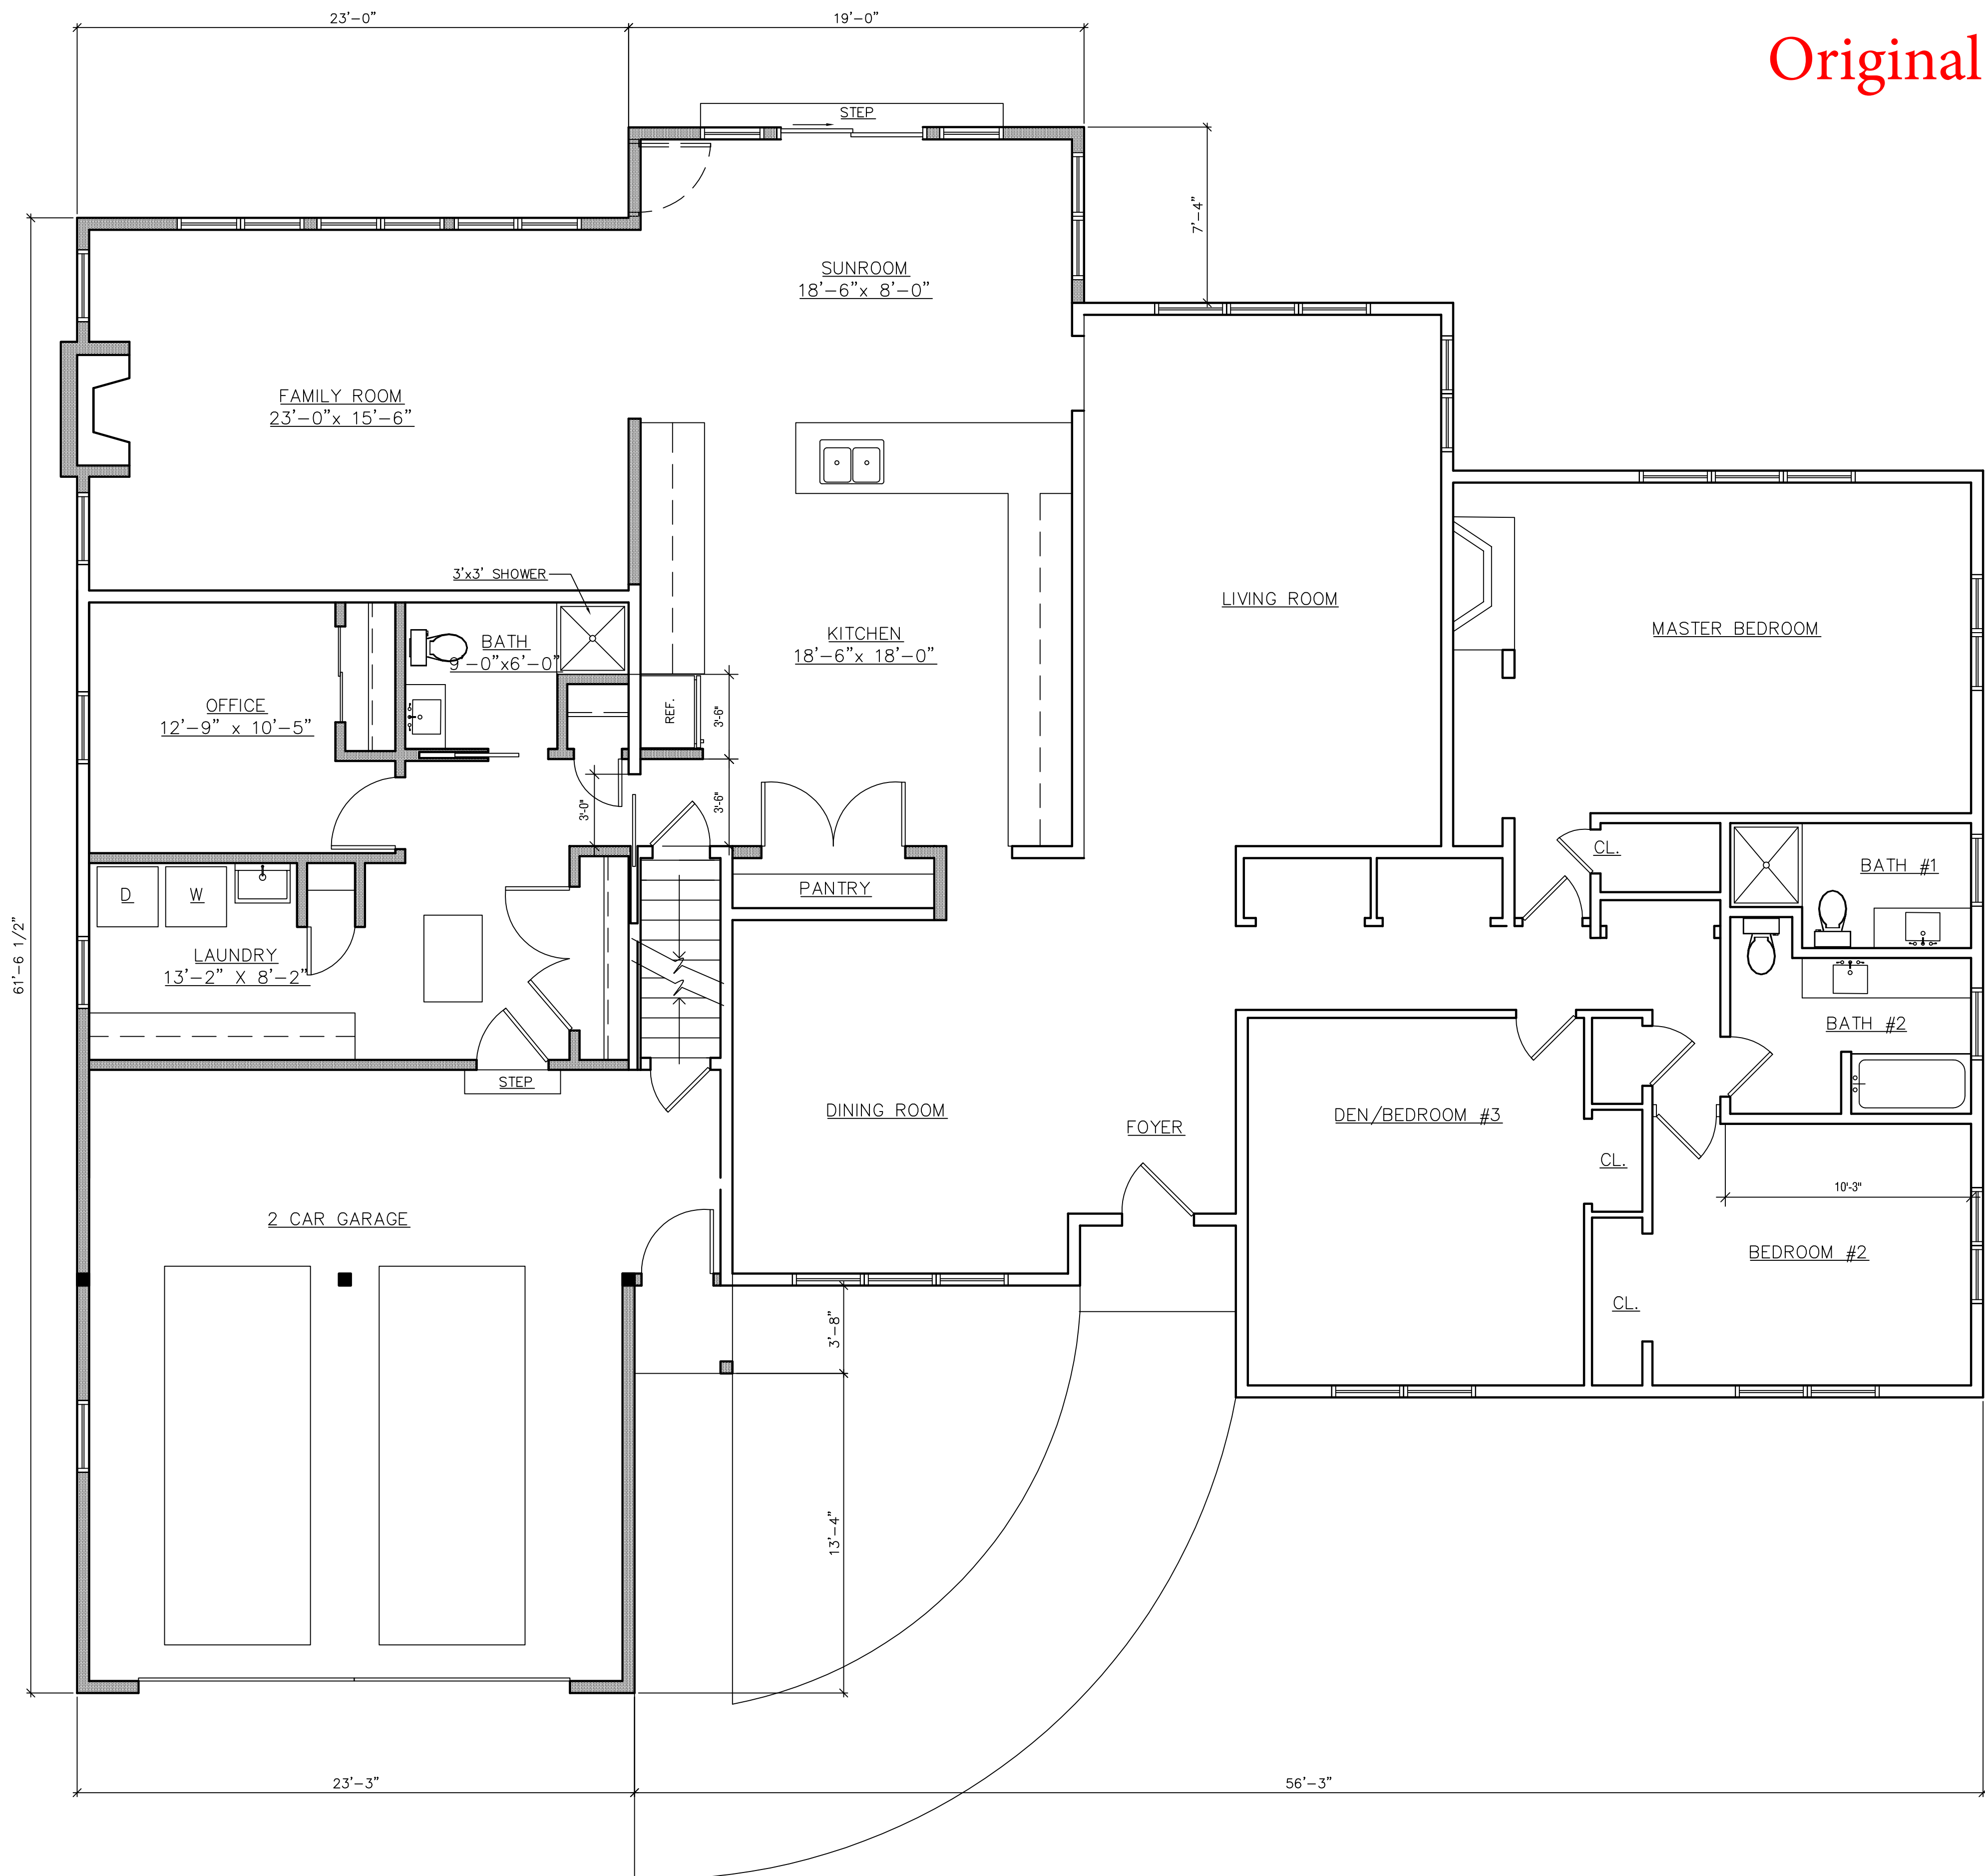 23'-0"
19'-0"
Original
STEP
7'-4"
SUNROOM
18'-6"x 8'-0"
FAMILY ROOM
23'-0"x 15'-6"
3'x3' SHOWER
LIVING ROOM
BATH
9'-0"x6'-0"
KITCHEN
18'-6"x 18'-0"
MASTER BEDROOM
OFFICE
12'-9" x 10'-5"
REF.
3'-6"
3'-6"
3'-0"
CL.
BATH #1
D
W
PANTRY
61'-6 1/2"
LAUNDRY
13'-2" X 8'-2"
BATH #2
STEP
DINING ROOM
FOYER
DEN/BEDROOM #3
CL.
10'-3"
2 CAR GARAGE
BEDROOM #2
CL.
3'-8"
13'-4"
23'-3"
56'-3"